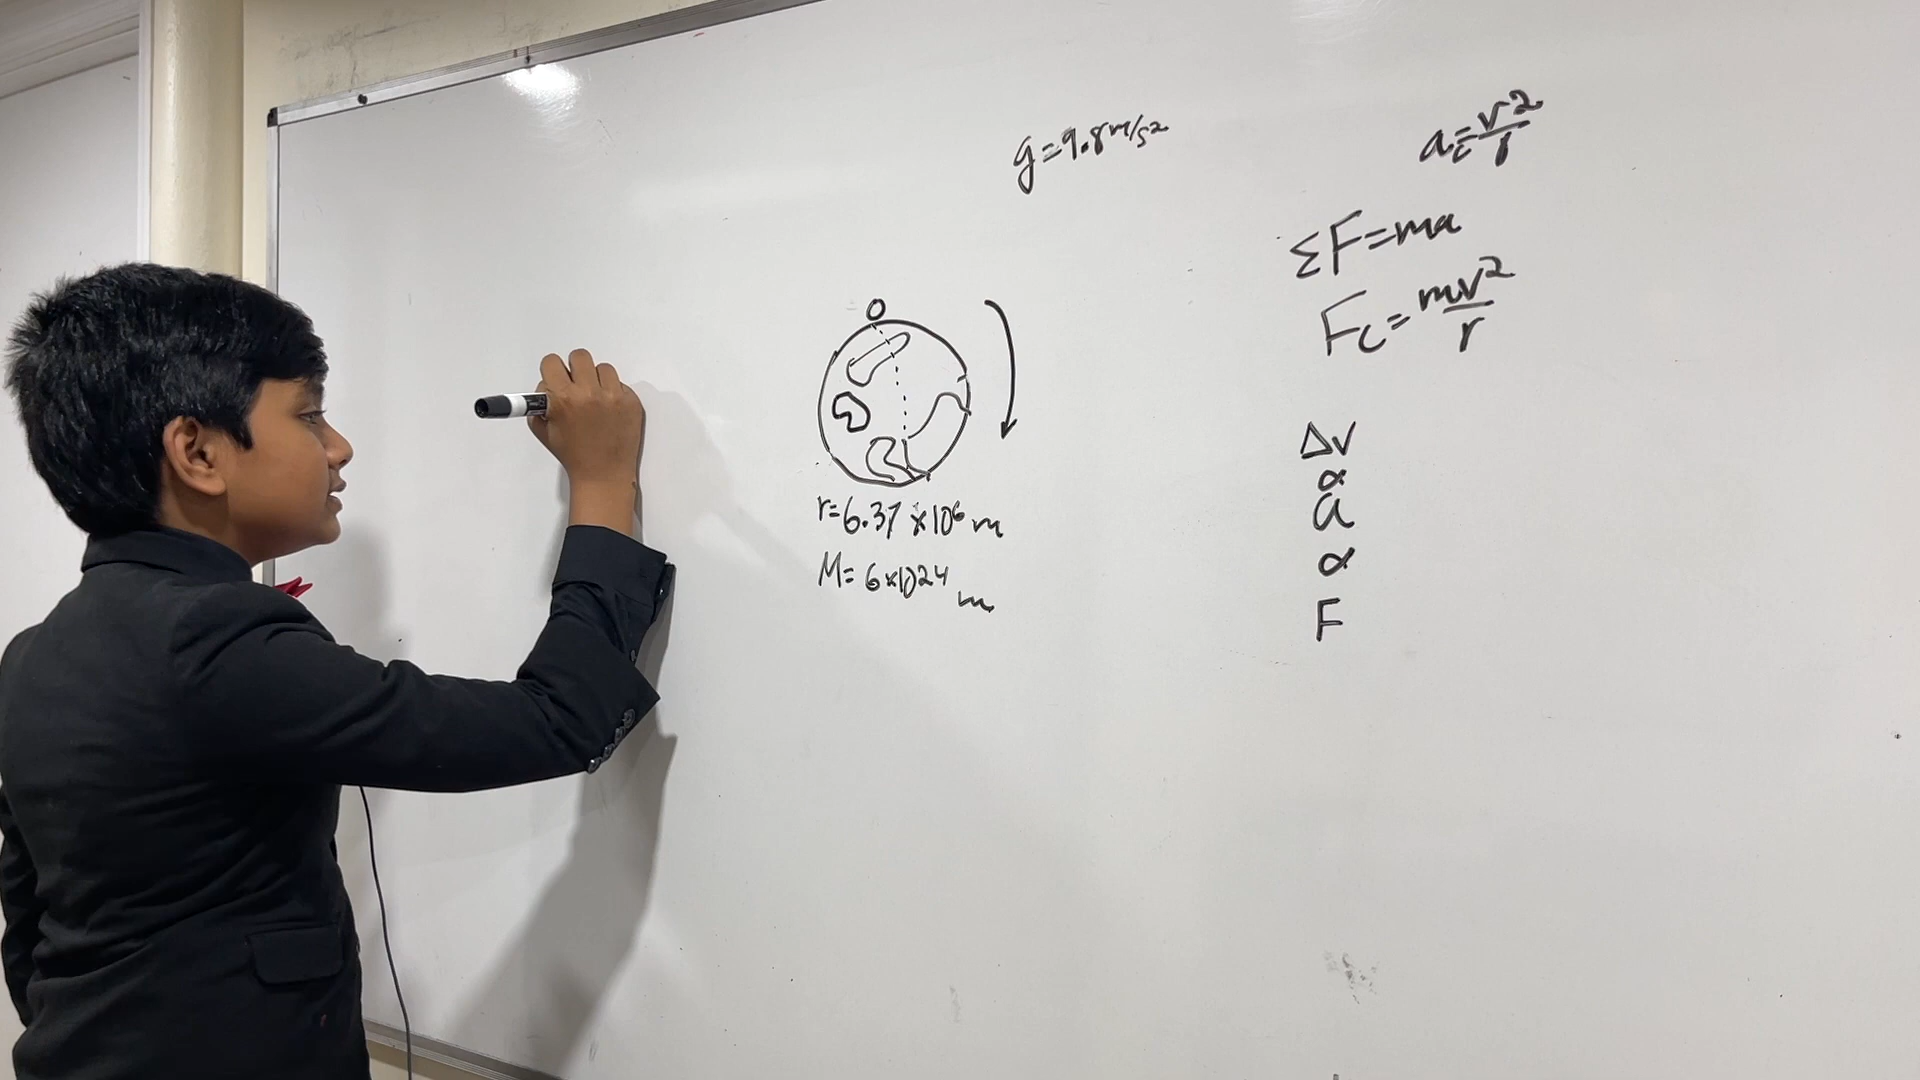 g=9.8m/s²
a꜀=v²/r
ΣF=ma
Fc=mv²/r
O
r=6.37×10⁶ m
M=6×10²⁴ m
Δv
∝
a
∝
F